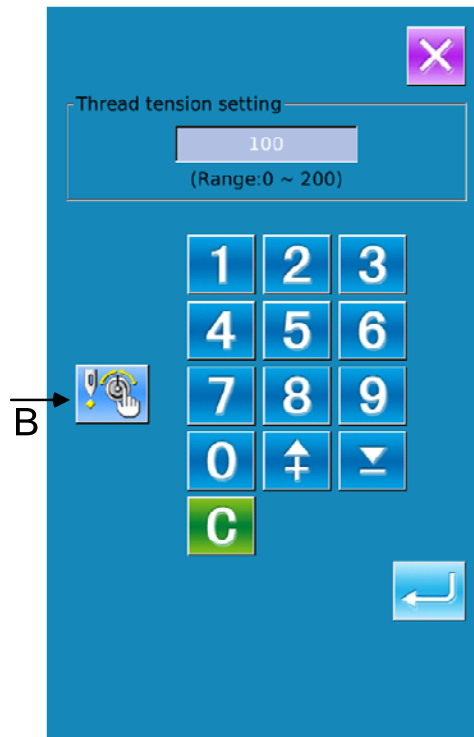 Thread tension setting
100
(Range:0 ~ 200)
1 2 3
4 5 6
B
7 8 9
0
C